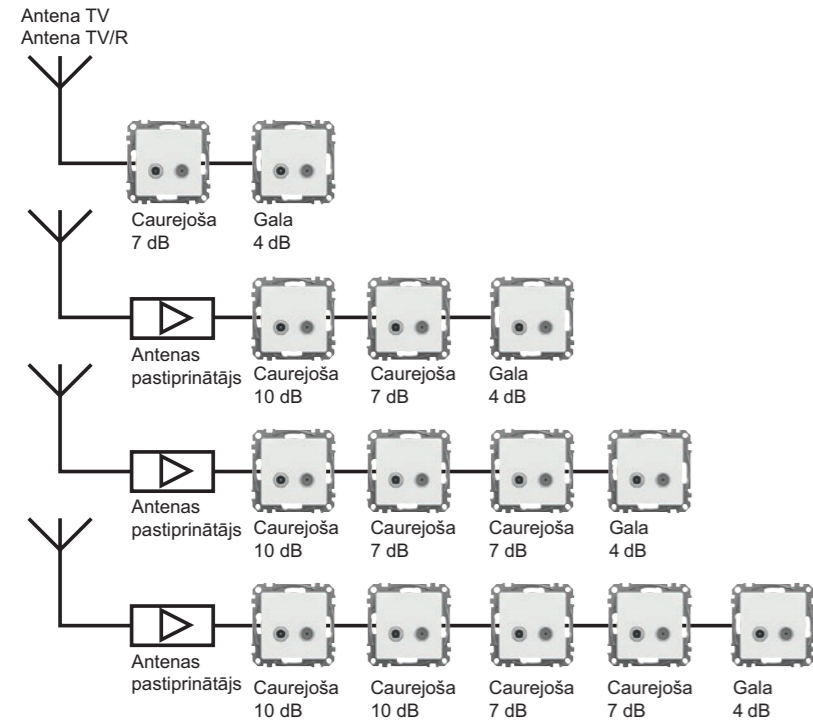 Antena TV
Antena TV/R
Caurejoša
7 dB
Gala
4 dB
Antenas
pastiprinātājs
Caurejoša
10 dB
Caurejoša
7 dB
Gala
4 dB
Antenas
pastiprinātājs
Caurejoša
10 dB
Caurejoša
7 dB
Caurejoša
7 dB
Gala
4 dB
Antenas
pastiprinātājs
Caurejoša
10 dB
Caurejoša
10 dB
Caurejoša
7 dB
Caurejoša
7 dB
Gala
4 dB